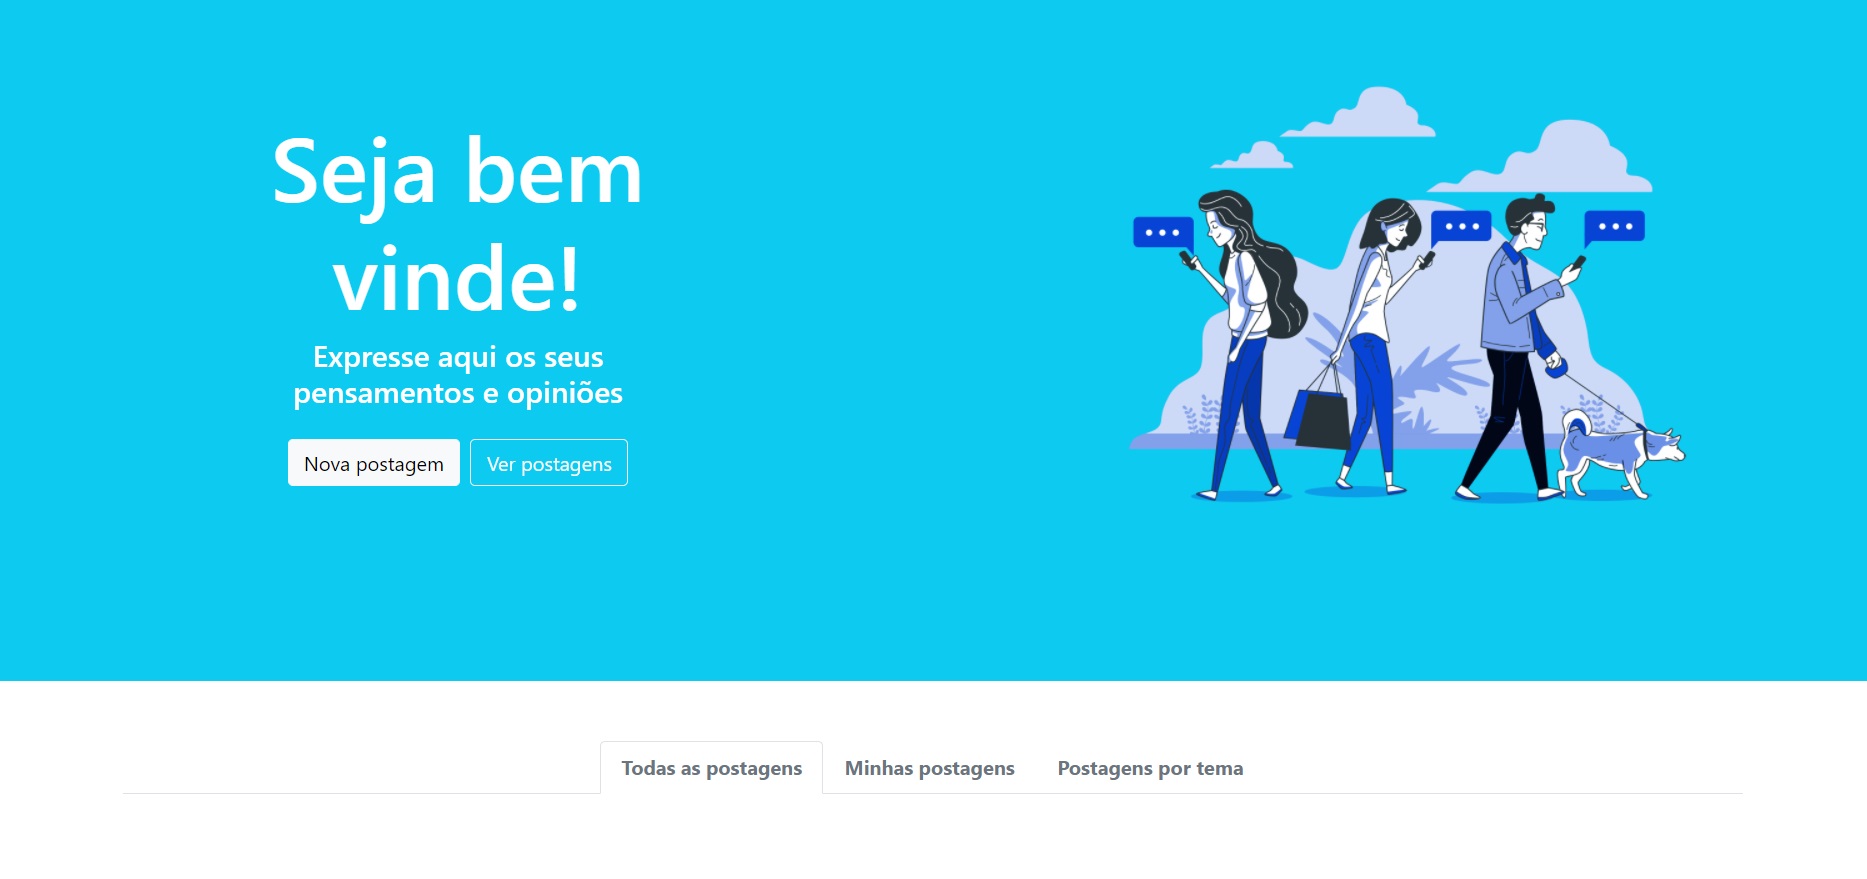 Seja bem
vinde!
Expresse aqui os seus
pensamentos e opiniões
Nova postagem
Ver postagens
Todas as postagens
Minhas postagens
Postagens por tema